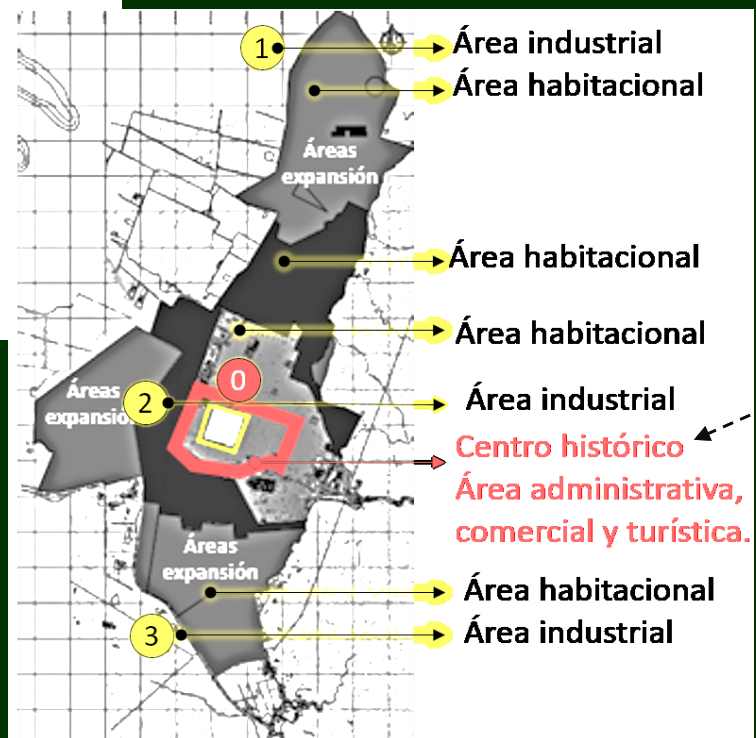 1
Área industrial
Área habitacional
Áreas
expansión
Área habitacional
Área habitacional
0
Áreas
expansión
2
Área industrial
Centro histórico
Área administrativa,
comercial y turística.
Áreas
expansión
Área habitacional
3
Área industrial